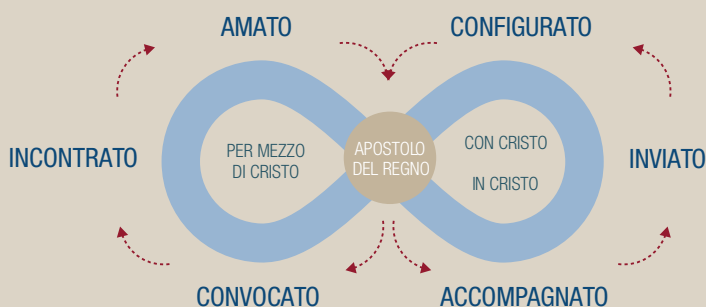 AMATO
CONFIGURATO
INCONTRATO
PER MEZZO
DI CRISTO
APOSTOLO
DEL REGNO
CON CRISTO
IN CRISTO
INVIATO
CONVOCATO
ACCOMPAGNATO